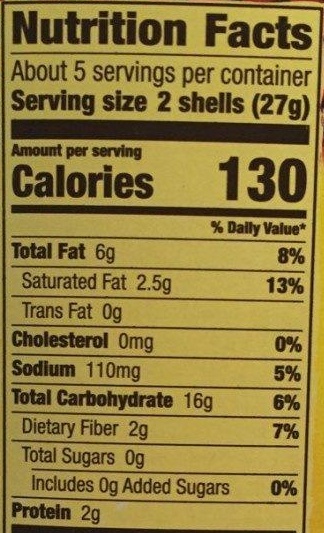 Nutrition Facts
About 5 servings per container
Serving size 2 shells (27g)
Amount per serving
Calories 130
% Daily Value*
Total Fat 6g 8%
Saturated Fat 2.5g 13%
Trans Fat 0g
Cholesterol 0mg 0%
Sodium 110mg 5%
Total Carbohydrate 16g 6%
Dietary Fiber 2g 7%
Total Sugars 0g
Includes 0g Added Sugars 0%
Protein 2g